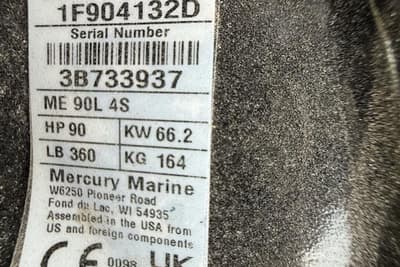 1F904132D
Serial Number
3B733937
ME 90L 4S
HP 90 KW 66.2
LB 360 KG 164
Mercury Marine
W6250 Pioneer Road
Fond du Lac, WI 54935
Assembled in the USA from
US and foreign components
CE 0098 UK